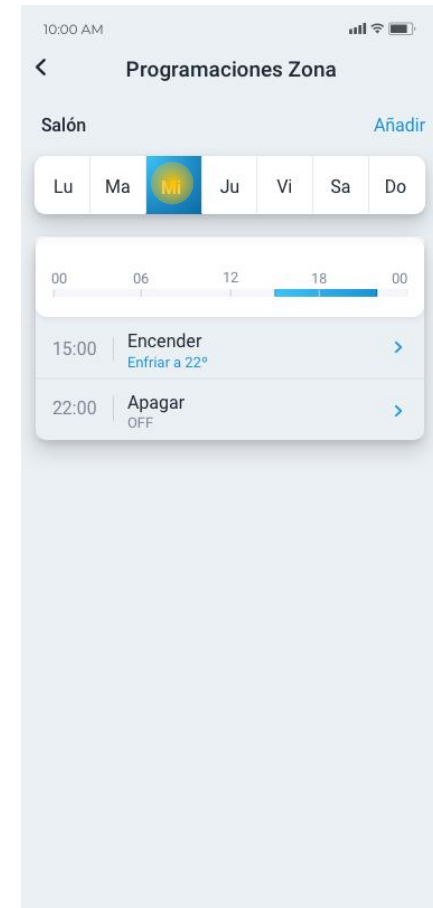 10:00 AM
Programaciones Zona
Salón Añadir
Lu Ma Mi Ju Vi Sa Do
00 06 12 18 00
15:00 Encender
Enfriar a 22º
22:00 Apagar
OFF